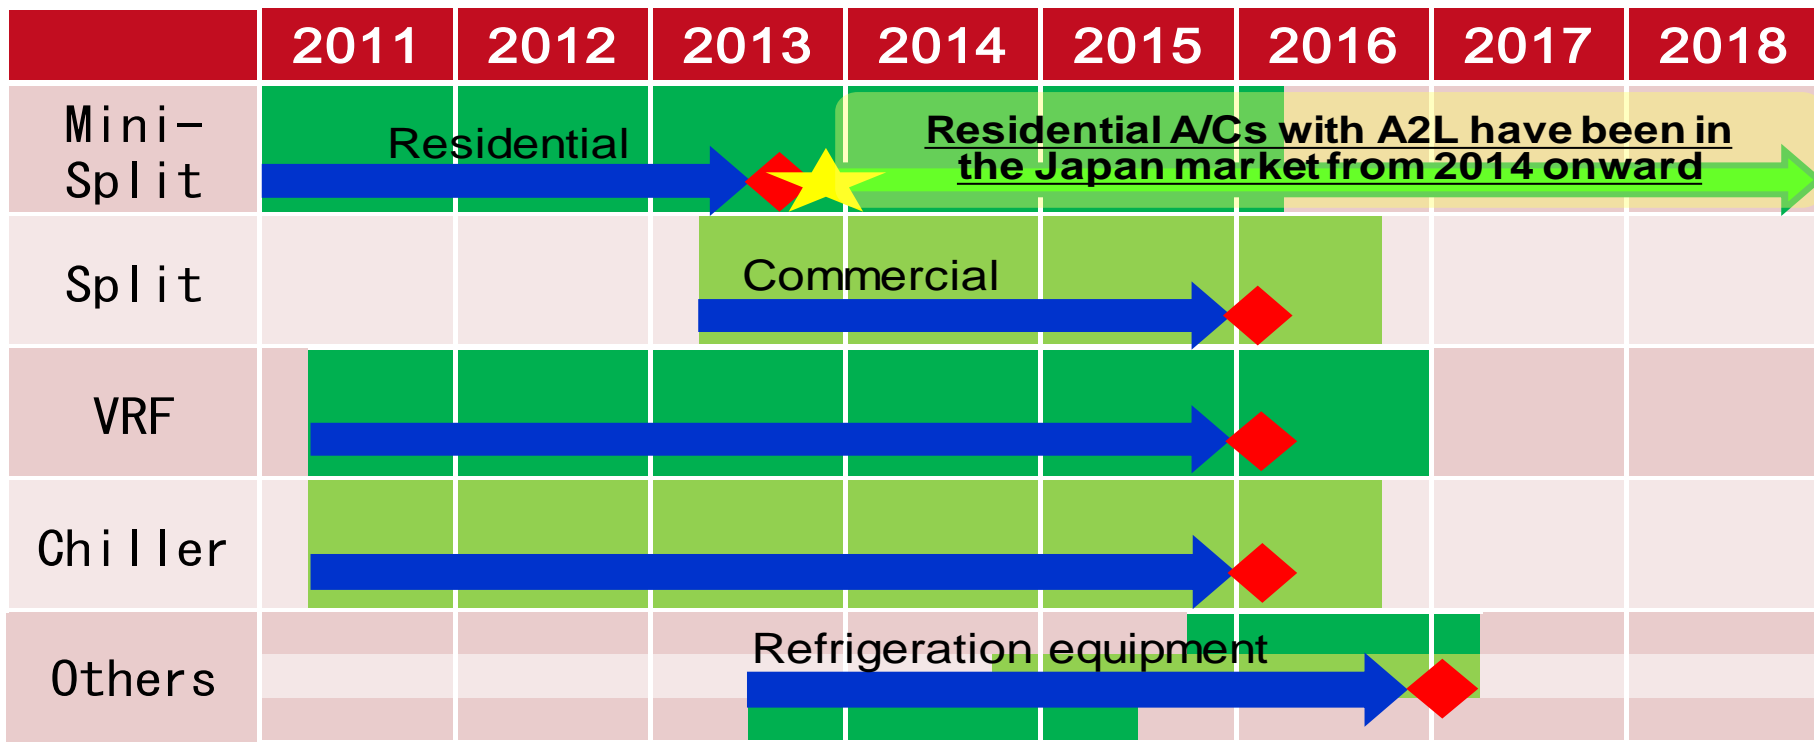 2011 2012 2013 2014 2015 2016 2017 2018
Mini-
Split
Residential
Residential A/Cs with A2L have been in
the Japan market from 2014 onward
Split
Commercial
VRF
Chiller
Others
Refrigeration equipment